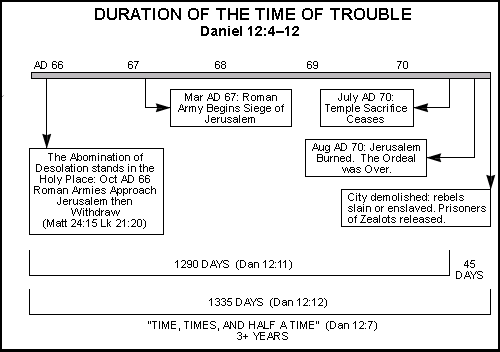 DURATION OF THE TIME OF TROUBLE
Daniel 12:4–12
AD 66 67 68 69 70
Mar AD 67: Roman
Army Begins Siege of
Jerusalem
July AD 70:
Temple Sacrifice
Ceases
The Abomination of
Desolation stands in the
Holy Place: Oct AD 66
Roman Armies Approach
Jerusalem then
Withdraw
(Matt 24:15 Lk 21:20)
Aug AD 70: Jerusalem
Burned. The Ordeal
was Over.
City demolished: rebels
slain or enslaved. Prisoners
of Zealots released.
1290 DAYS (Dan 12:11)
45
DAYS
1335 DAYS (Dan 12:12)
"TIME, TIMES, AND HALF A TIME" (Dan 12:7)
3+ YEARS